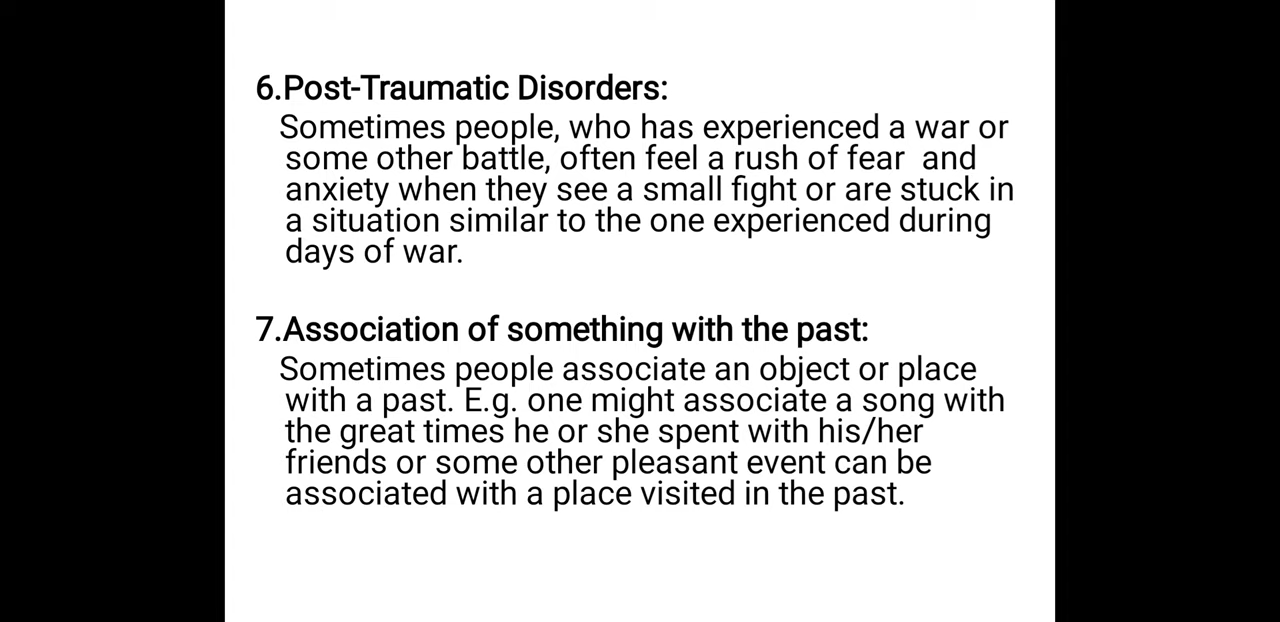 6.Post-Traumatic Disorders:
Sometimes people, who has experienced a war or
some other battle, often feel a rush of fear  and
anxiety when they see a small fight or are stuck in
a situation similar to the one experienced during
days of war.
7.Association of something with the past:
Sometimes people associate an object or place
with a past. E.g. one might associate a song with
the great times he or she spent with his/her
friends or some other pleasant event can be
associated with a place visited in the past.